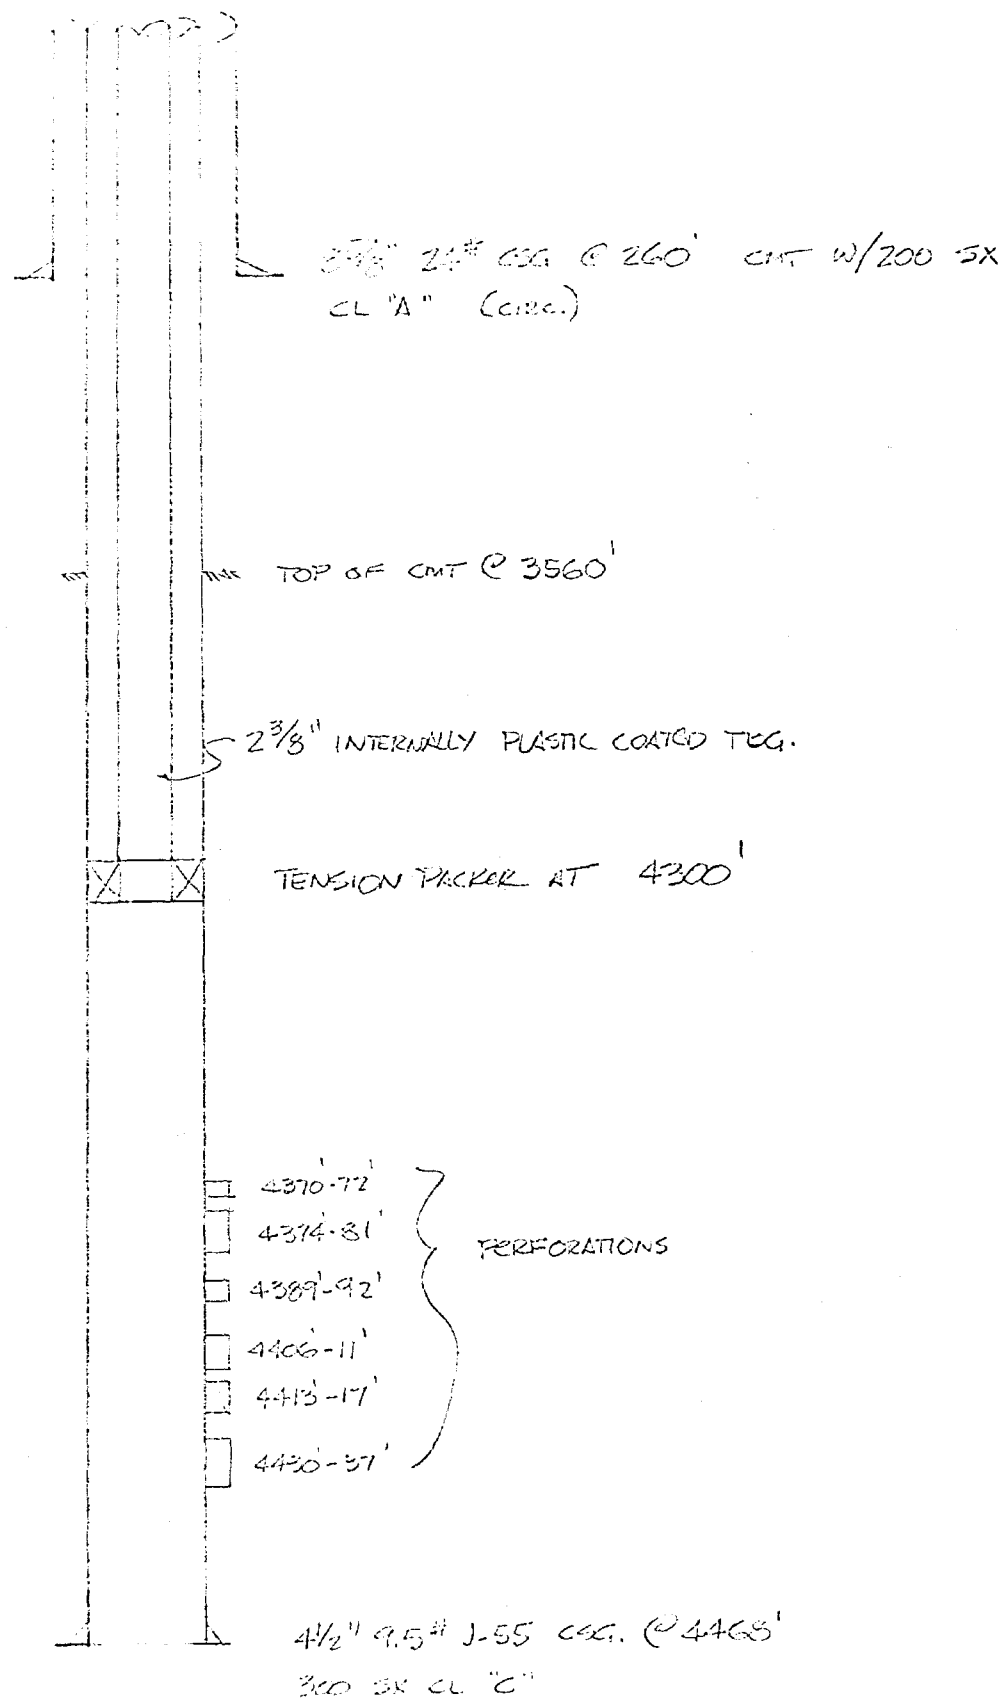 8 5/8" 24# CSG @ 260' CMT W/200 SX
CL "A" (CIRC.)
TOP OF CMT @ 3560'
2 3/8" INTERNALLY PLASTIC COATED TBG.
TENSION PACKER AT 4300'
4370'-72'
4374'-81'
PERFORATIONS
4389'-92'
4406'-11'
4413'-17'
4430'-37'
4 1/2" 9.5# J-55 CSG. @ 4468'
300 SX CL "C"